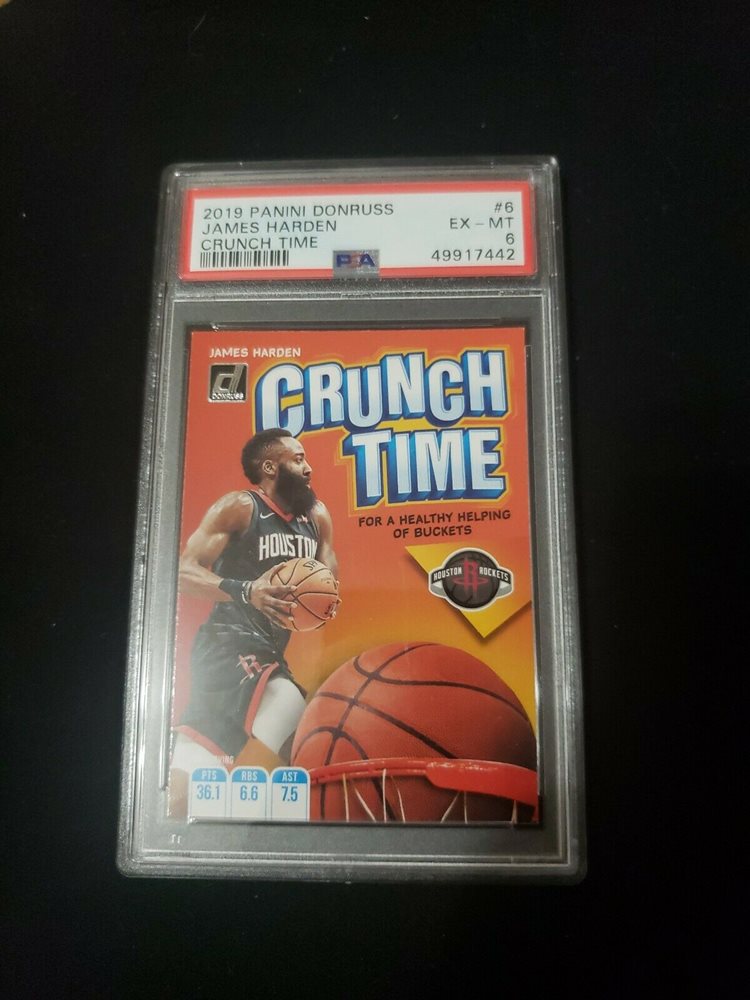 2019 PANINI DONRUSS #6
JAMES HARDEN EX - MT
CRUNCH TIME 6
PSA 49917442
JAMES HARDEN
DONRUSS
CRUNCH
TIME
FOR A HEALTHY HELPING
OF BUCKETS
HOUSTON
HOUSTON R ROCKETS
R
PTS RBS AST
36.1 6.6 7.5